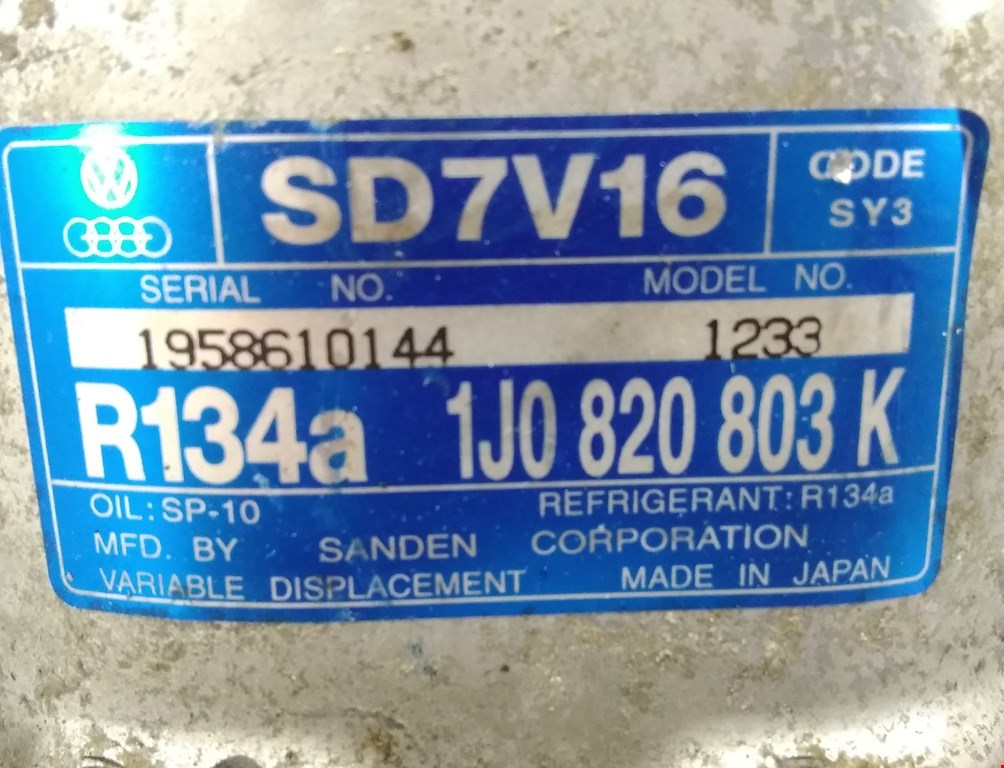 SD7V16
CODE
SY3
SERIAL NO. MODEL NO.
1958610144 1233
R134a 1J0 820 803 K
OIL: SP-10 REFRIGERANT: R134a
MFD. BY SANDEN CORPORATION
VARIABLE DISPLACEMENT MADE IN JAPAN